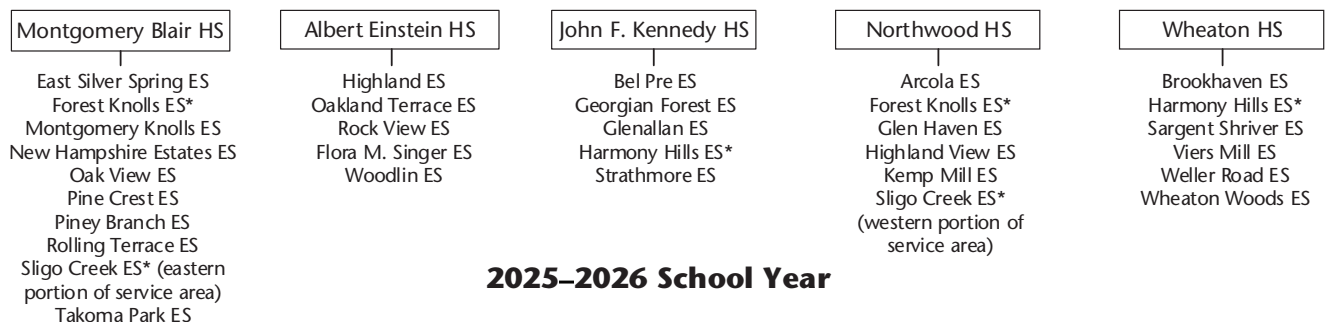 Montgomery Blair HS
East Silver Spring ES
Forest Knolls ES*
Montgomery Knolls ES
New Hampshire Estates ES
Oak View ES
Pine Crest ES
Piney Branch ES
Rolling Terrace ES
Sligo Creek ES* (eastern
portion of service area)
Takoma Park ES
Albert Einstein HS
Highland ES
Oakland Terrace ES
Rock View ES
Flora M. Singer ES
Woodlin ES
John F. Kennedy HS
Bel Pre ES
Georgian Forest ES
Glenallan ES
Harmony Hills ES*
Strathmore ES
Northwood HS
Arcola ES
Forest Knolls ES*
Glen Haven ES
Highland View ES
Kemp Mill ES
Sligo Creek ES*
(western portion of
service area)
Wheaton HS
Brookhaven ES
Harmony Hills ES*
Sargent Shriver ES
Viers Mill ES
Weller Road ES
Wheaton Woods ES
2025–2026 School Year